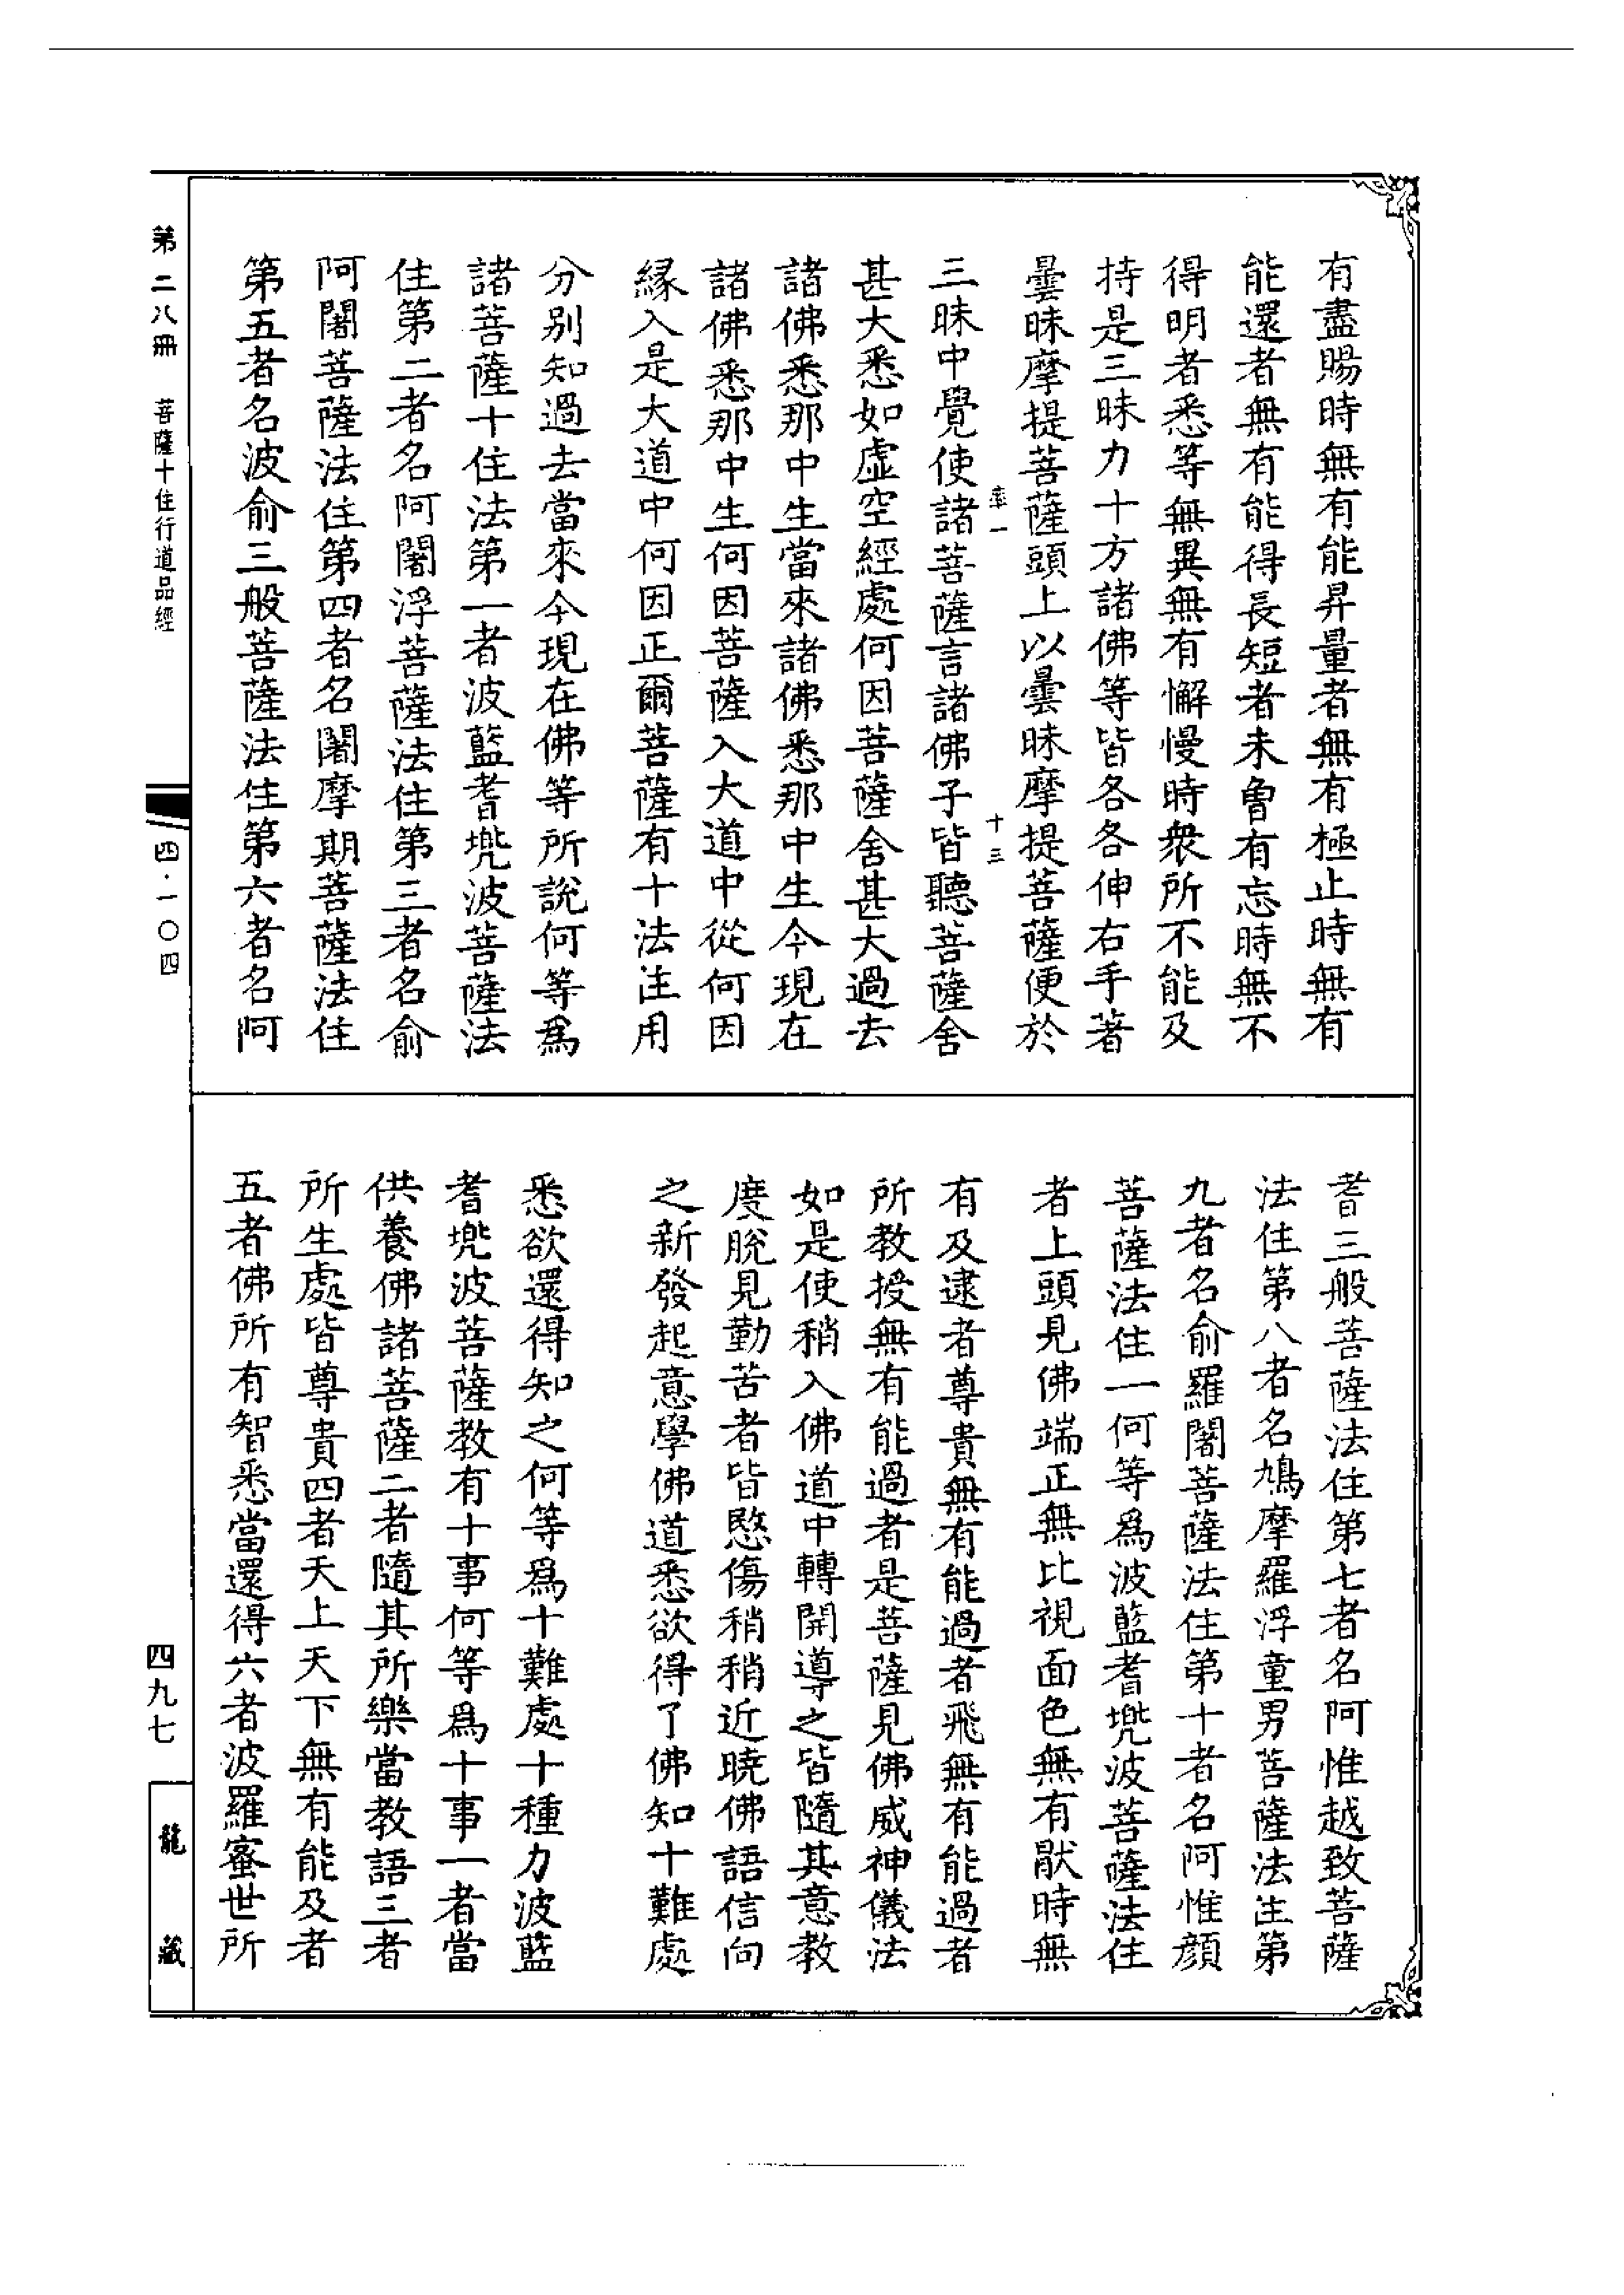 有盡賜時無有能昇量者無有極止時無有
能還者無有能得長短者未曾有忘時無不
得明者悉等無異無有懈慢時衆所不能及
持是三昧力十方諸佛等皆各各伸右手著
曇昧摩提菩薩頭上以曇昧摩提菩薩便於
三昧中覺使諸菩薩言諸佛子皆聽菩薩舍
甚大悉如虛空經處何因菩薩舍甚大過去
諸佛悉那中生當來諸佛悉那中生今現在
諸佛悉那中生何因菩薩入大道中從何因
緣入是大道中何因正爾菩薩有十法住用
分別知過去當來今現在佛等所說何等爲
諸菩薩十住法第一者波藍耆兜波菩薩法
住第二者名阿闍浮菩薩法住第三者名俞
阿闍菩薩法住第四者名闍摩期菩薩法住
第五者名波俞三般菩薩法住第六者名阿
耆三般菩薩法住第七者名阿惟越致菩薩
法住第八者名鳩摩羅浮童男菩薩法住第
九者名俞羅闍菩薩法住第十者名阿惟顏
菩薩法住一何等爲波藍耆兜波菩薩法住
者上頭見佛端正無比視面色無有厭時無
有及逮者尊貴無有能過者飛無有能過者
所教授無有能過者是菩薩見佛威神儀法
如是使稍入佛道中轉開導之皆隨其意教
度脫見勤苦者皆愍傷稍稍近曉佛語信向
之新發起意學佛道悉欲得了佛知十難處
悉欲還得知之何等爲十難處十種力波藍
耆兜波菩薩教有十事何等爲十事一者當
供養佛諸菩薩二者隨其所樂當教語三者
所生處皆尊貴四者天上天下無有能及者
五者佛所有智悉當還得六者波羅蜜世所
率一
十三
第二八冊　菩薩十住行道品經
四·一〇四
四九七
龍藏